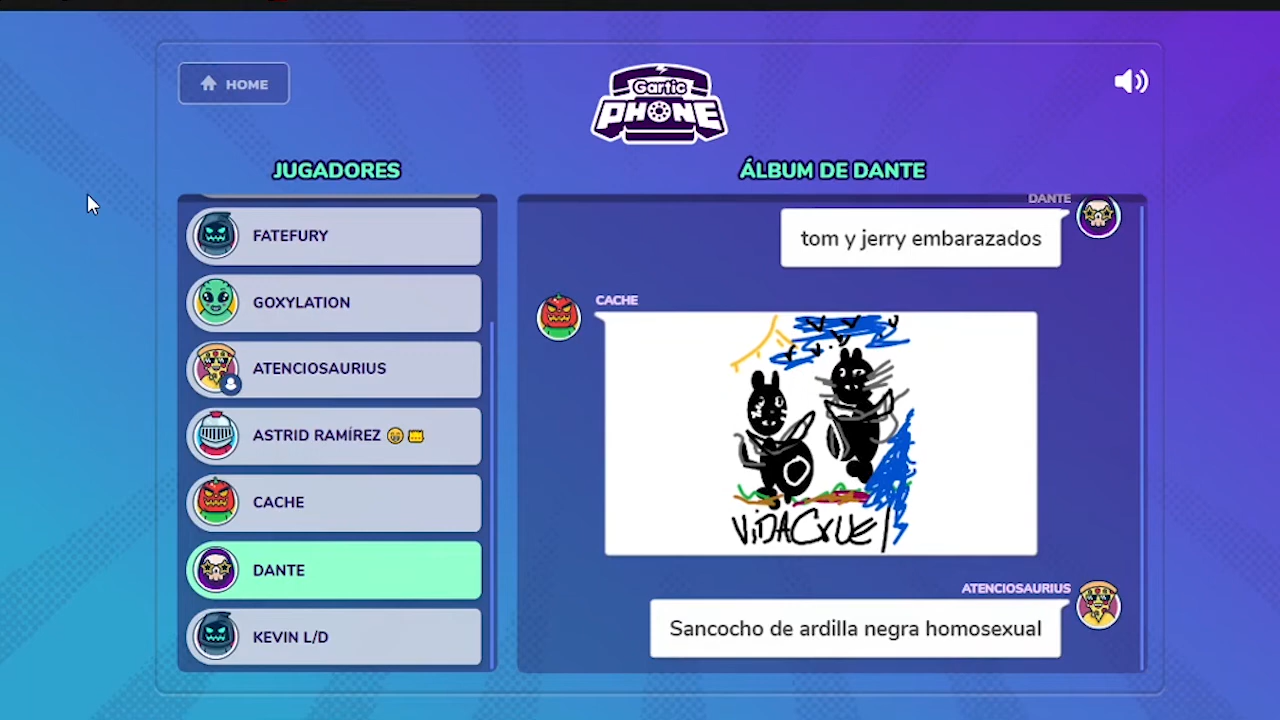 HOME
Gartic
PHONE
JUGADORES
ÁLBUM DE DANTE
FATEFURY
GOXYLATION
ATENCIOSAURIUS
ASTRID RAMÍREZ
CACHE
DANTE
KEVIN L/D
DANTE
tom y jerry embarazados
CACHE
VIDACRUEL
ATENCIOSAURIUS
Sancocho de ardilla negra homosexual